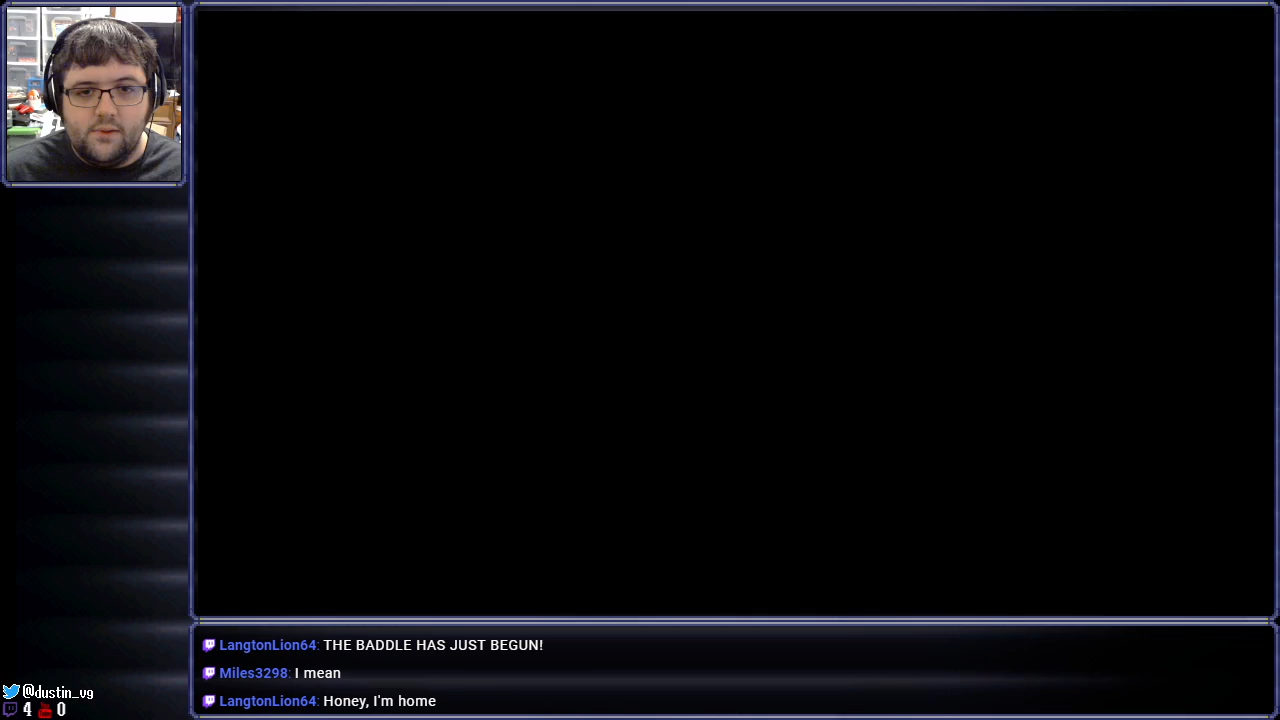 LangtonLion64: THE BADDLE HAS JUST BEGUN!
Miles3298: I mean
LangtonLion64: Honey, I'm home
@dustin_vg
4 0